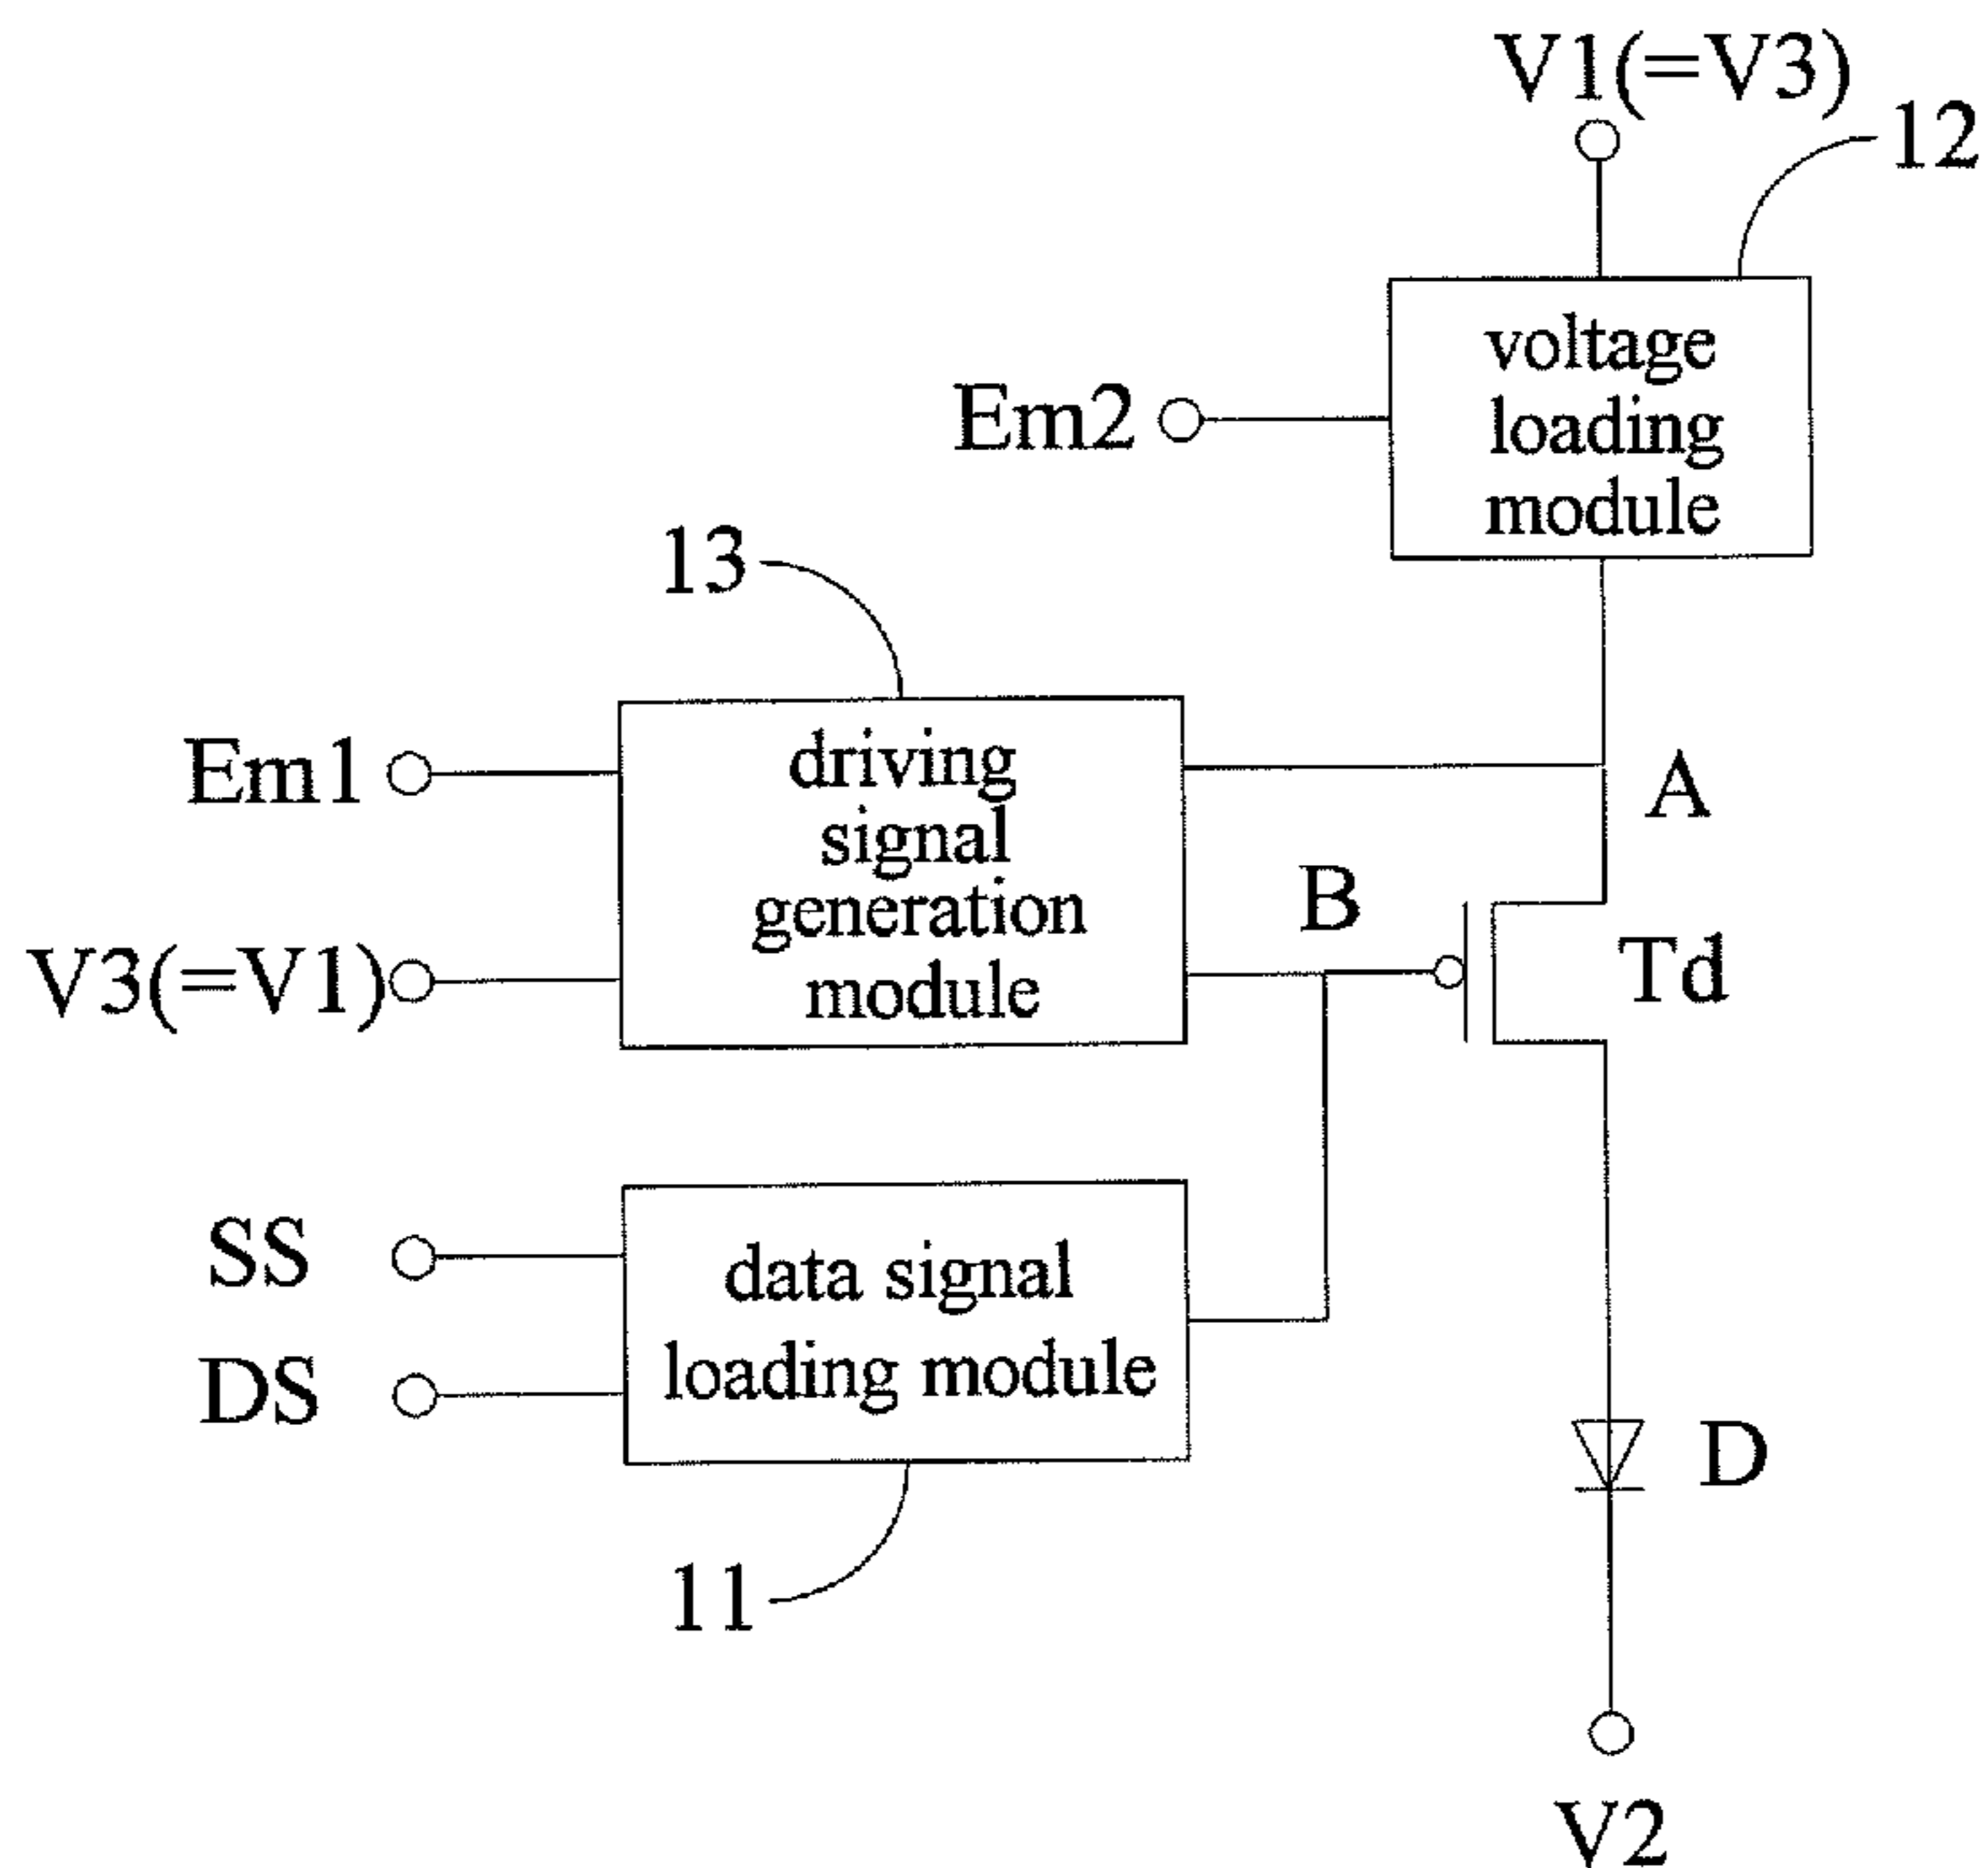 V1(=V3)
12
voltage
loading
module
Em2
13
Em1
driving
signal
generation
module
A
B
V3(=V1)
Td
SS
data signal
loading module
DS
D
11
V2